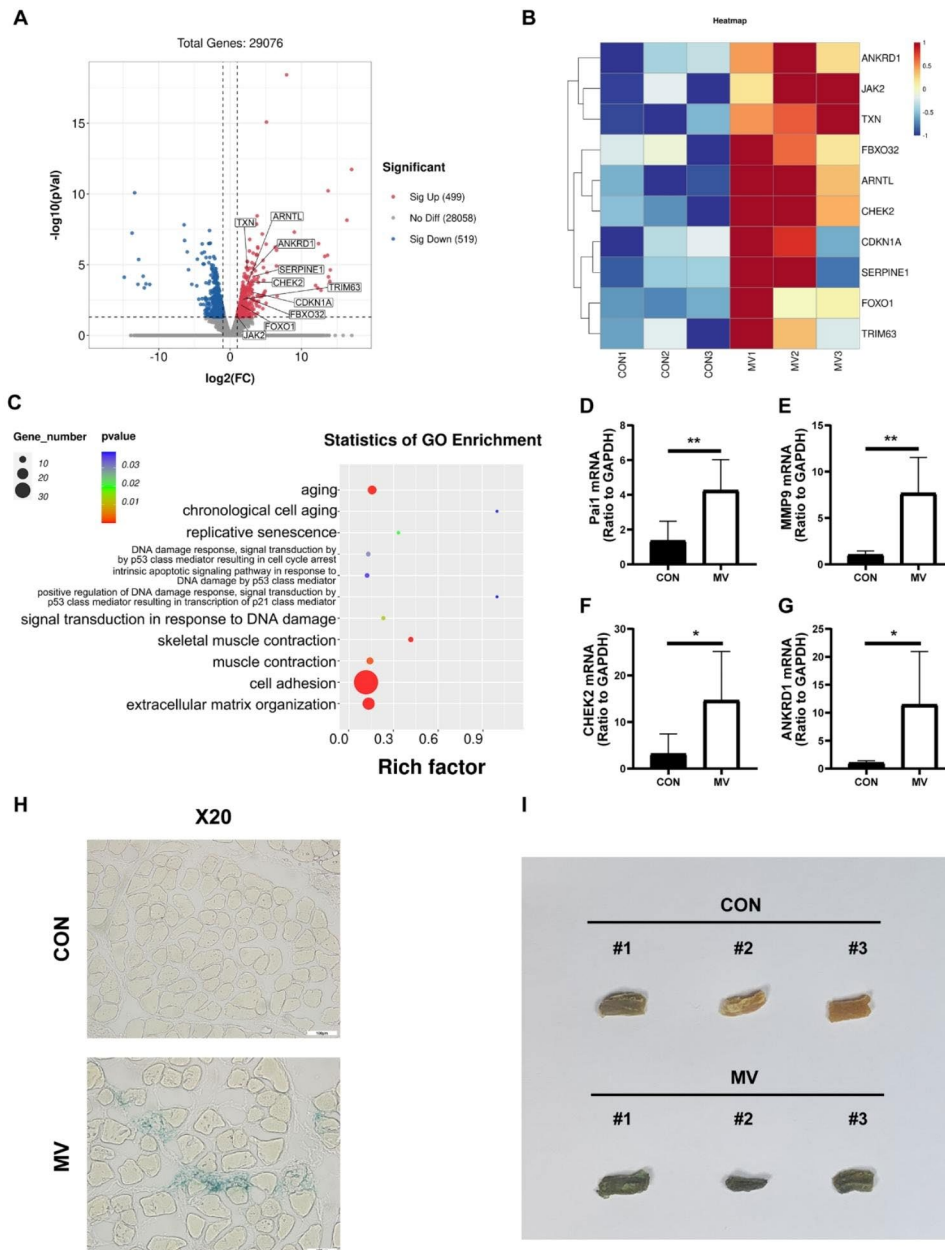 A
Total Genes: 29076
-log10(pVal)
15
10
5
0
TXN
ARNTL
ANKRD1
SERPINE1
CHEK2
TRIM63
CDKN1A
FBXO32
FOXO1
JAK2
-10
0
10
log2(FC)
Significant
Sig Up (499)
No Diff (28058)
Sig Down (519)
B
Heatmap
ANKRD1
JAK2
TXN
FBXO32
ARNTL
CHEK2
CDKN1A
SERPINE1
FOXO1
TRIM63
CON1
CON2
CON3
MV1
MV2
MV3
1
0.5
0
-0.5
-1
C
Gene_number
10
20
30
pvalue
0.03
0.02
0.01
Statistics of GO Enrichment
aging
chronological cell aging
replicative senescence
DNA damage response, signal transduction by
by p53 class mediator resulting in cell cycle arrest
intrinsic apoptotic signaling pathway in response to
DNA damage by p53 class mediator
positive regulation of DNA damage response, signal transduction by
p53 class mediator resulting in transcription of p21 class mediator
signal transduction in response to DNA damage
skeletal muscle contraction
muscle contraction
cell adhesion
extracellular matrix organization
0.0 0.3 0.6 0.9
Rich factor
D
Pai1 mRNA
(Ratio to GAPDH)
8
6
4
2
0
**
CON
MV
E
MMP9 mRNA
(Ratio to GAPDH)
15
10
5
0
**
CON
MV
F
CHEK2 mRNA
(Ratio to GAPDH)
30
20
10
0
*
CON
MV
G
ANKRD1 mRNA
(Ratio to GAPDH)
25
20
15
10
5
0
*
CON
MV
H
X20
CON
MV
I
CON
#1 #2 #3
MV
#1 #2 #3